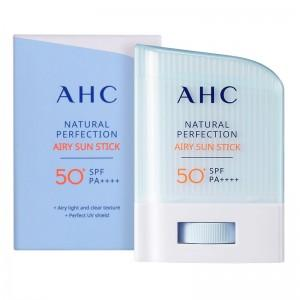 AHC
NATURAL
PERFECTION
AIRY SUN STICK
50+ SPF
PA++++
+ Airy light and clear texture
+ Perfect UV shield
AHC
NATURAL
PERFECTION
AIRY SUN STICK
50+ SPF
PA++++